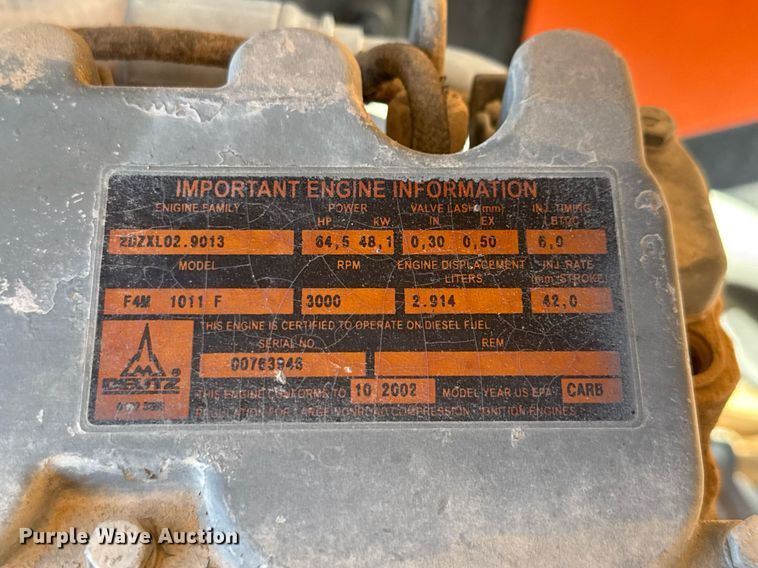 IMPORTANT ENGINE INFORMATION
ENGINE FAMILY POWER VALVE LASH (mm) INJ. TIMING
HP KW IN EX BTDC
2DZXL02.9013 64,5 48,1 0,30 0,50 6,0
MODEL RPM ENGINE DISPLACEMENT INJ. RATE
LITERS (mm³ STROKE)
F4M 1011 F 3000 2.914 42,0
THIS ENGINE IS CERTIFIED TO OPERATE ON DIESEL FUEL
SERIAL NO REM
00763946
DEUTZ ®
THIS ENGINE CONFORMS TO 10 2002 MODEL YEAR US EPA CARB
REGULATION FOR LARGE NONROAD COMPRESSION IGNITION ENGINES
Purple Wave Auction